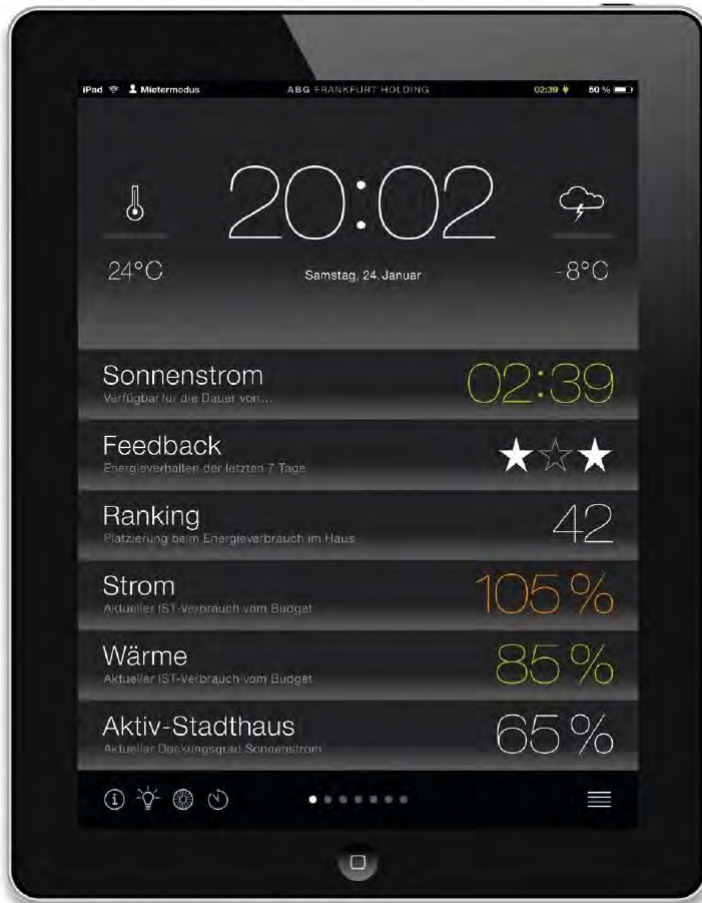 iPad Mietermodus ABG FRANKFURT HOLDING 02:39 50 %
20:02
24°C Samstag, 24. Januar -8°C
Sonnenstrom 02:39
Verfügbar für die Dauer von...
Feedback
Energieverhalten der letzten 7 Tage
Ranking 42
Platzierung beim Energieverbrauch im Haus
Strom 105 %
Aktueller IST-Verbrauch vom Budget
Wärme 85 %
Aktueller IST-Verbrauch vom Budget
Aktiv-Stadthaus 65 %
Aktueller Deckungsgrad Sonnenstrom